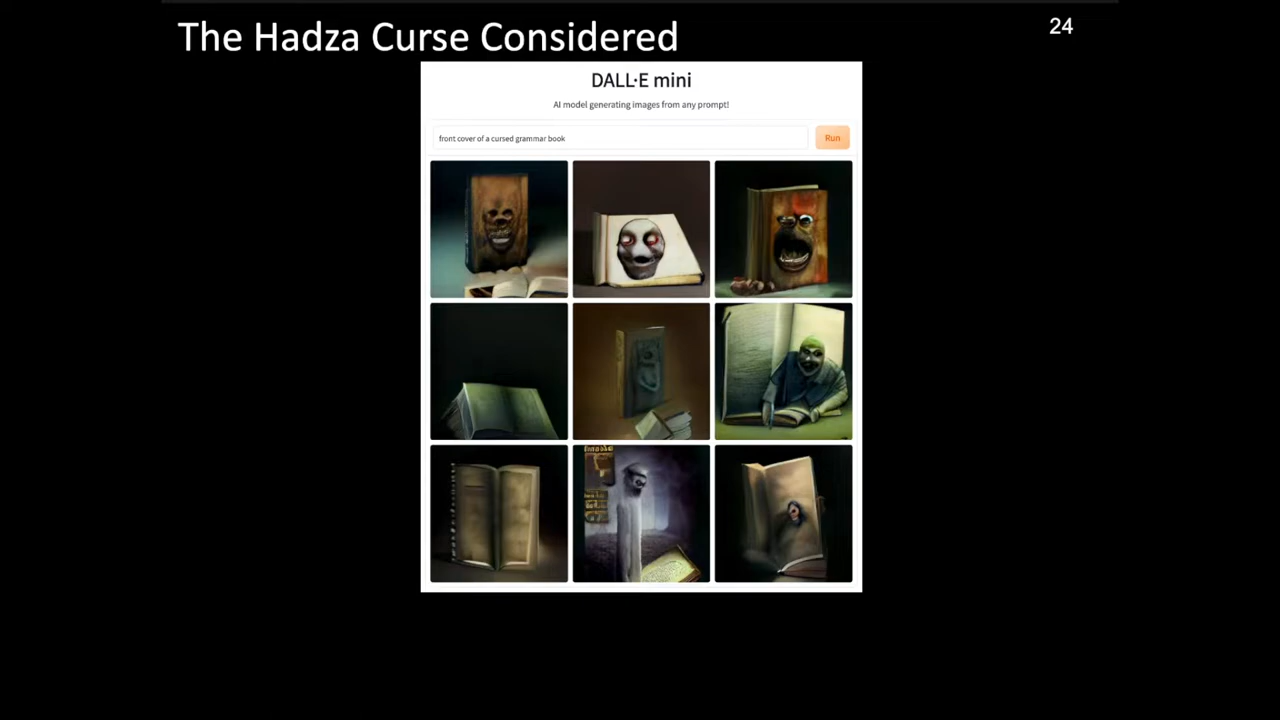 The Hadza Curse Considered
24
DALL·E mini
AI model generating images from any prompt!
front cover of a cursed grammar book
Run